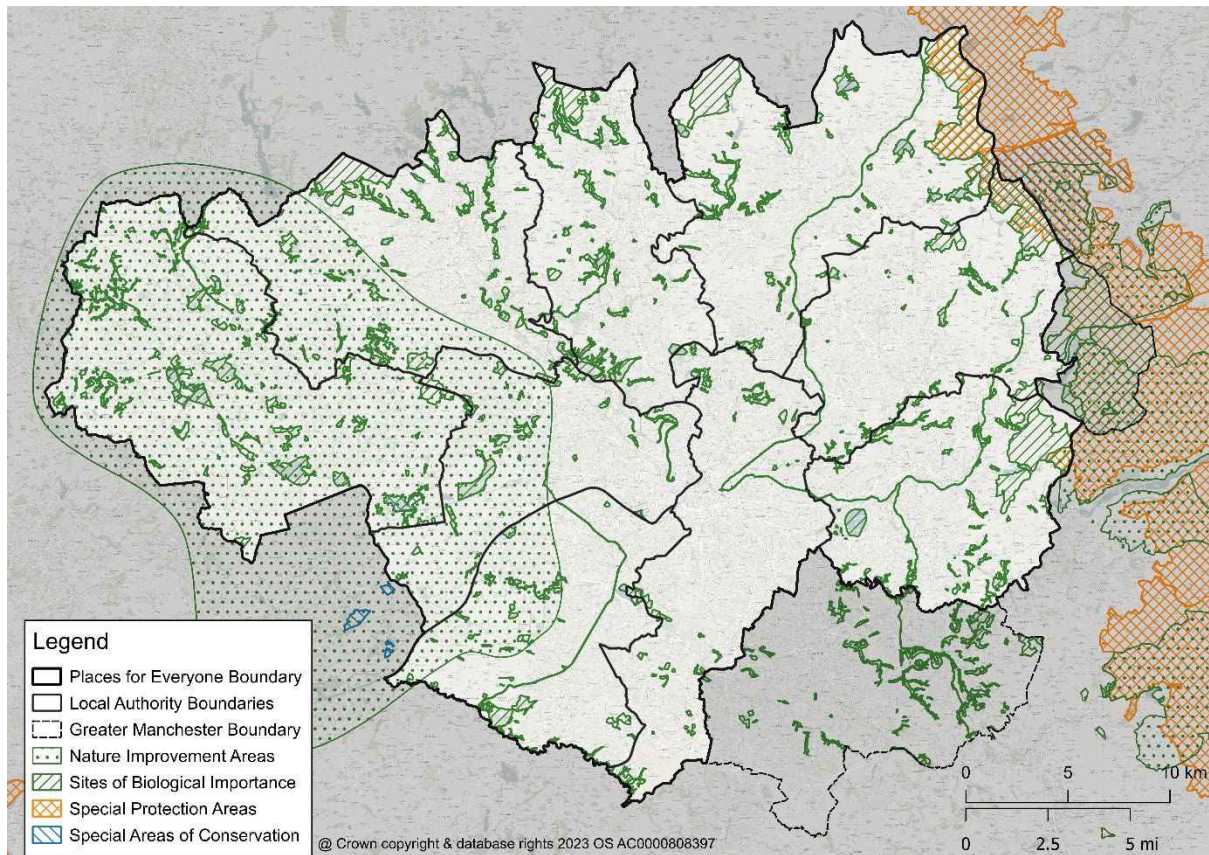 Legend
Places for Everyone Boundary
Local Authority Boundaries
Greater Manchester Boundary
Nature Improvement Areas
Sites of Biological Importance
Special Protection Areas
Special Areas of Conservation
@ Crown copyright & database rights 2023 OS AC0000808397
0 5 10 km
0 2.5 5 mi